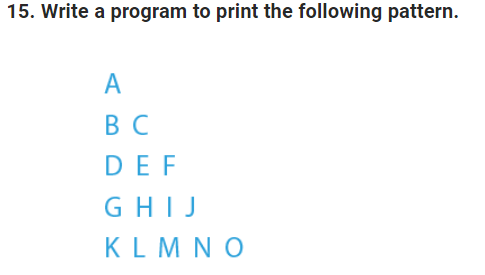 15. Write a program to print the following pattern.
A
B C
D E F
G H I J
K L M N O